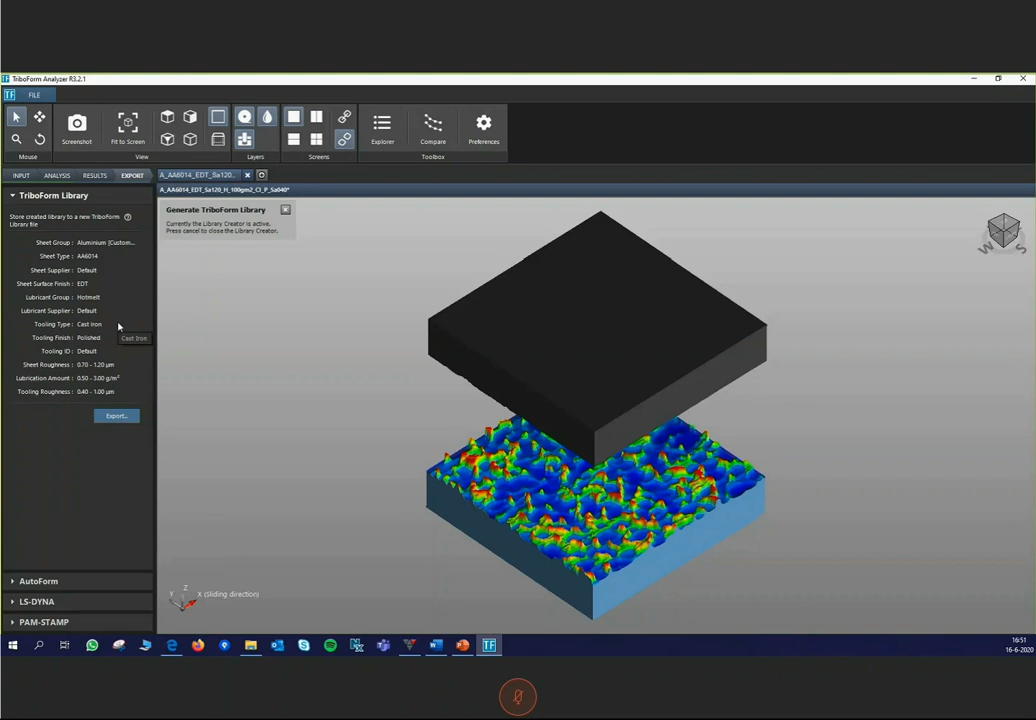 TF TriboForm Analyzer R3.2.1
TF FILE
Screenshot
Fit to Screen
Explorer
Compare
Preferences
Mouse
View
Layers
Screens
Toolbox
INPUT ANALYSIS RESULTS EXPORT
A_AA6014_EDT_Sa120...
TriboForm Library
A_AA6014_EDT_Sa120_H_100gm2_CI_P_Sa040*
Store created library to a new TriboForm
Library file
Sheet Group : Aluminium [Custom...
Sheet Type : AA6014
Sheet Supplier : Default
Sheet Surface Finish : EDT
Lubricant Group : Hotmelt
Lubricant Supplier : Default
Tooling Type : Cast iron
Tooling Finish : Polished
Cast Iron
Tooling ID : Default
Sheet Roughness : 0.70 - 1.20 µm
Lubrication Amount : 0.50 - 3.00 g/m²
Tooling Roughness : 0.40 - 1.00 µm
Export...
Generate TriboForm Library
Currently the Library Creator is active.
Press cancel to close the Library Creator.
W S
Y Z X (Sliding direction)
AutoForm
LS-DYNA
PAM-STAMP
TF
16:51
16-6-2020